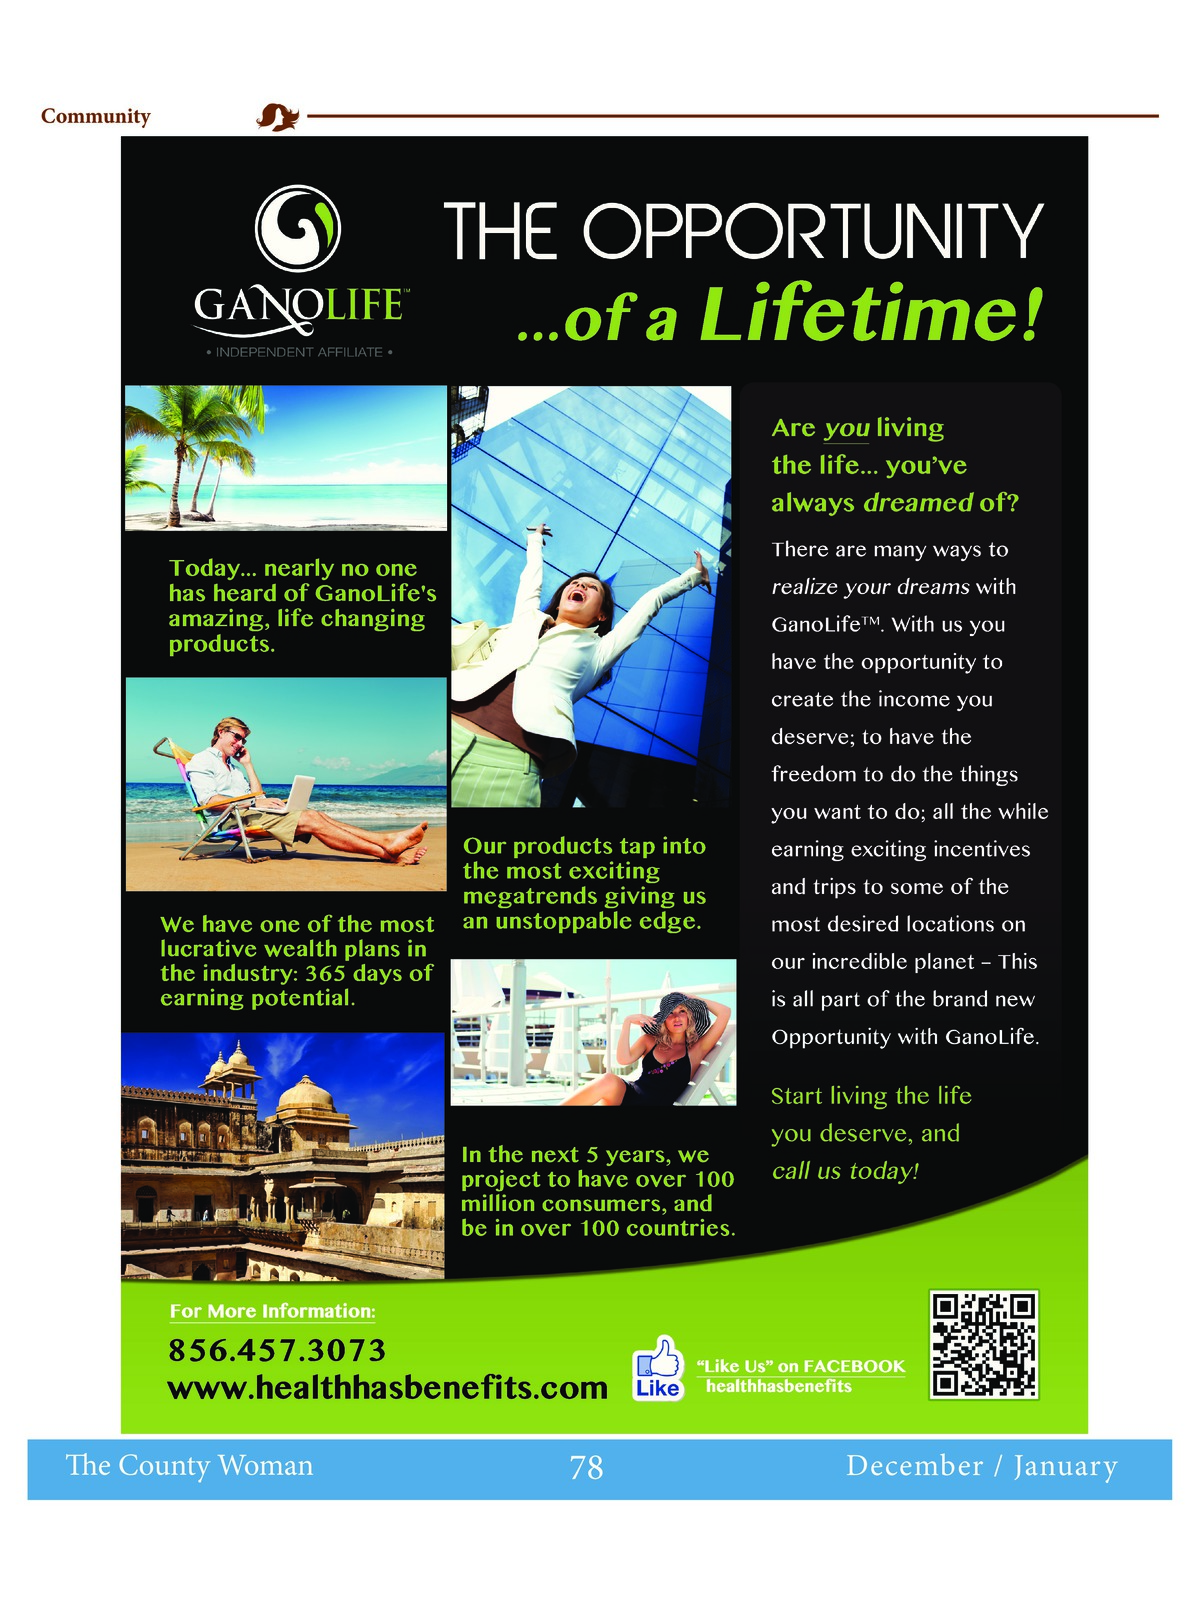 Community
GANOLIFE™
• INDEPENDENT AFFILIATE •
THE OPPORTUNITY
...of a Lifetime!
Today... nearly no one
has heard of GanoLife's
amazing, life changing
products.
We have one of the most
lucrative wealth plans in
the industry: 365 days of
earning potential.
Our products tap into
the most exciting
megatrends giving us
an unstoppable edge.
In the next 5 years, we
project to have over 100
million consumers, and
be in over 100 countries.
Are you living
the life... you’ve
always dreamed of?
There are many ways to
realize your dreams with
GanoLife™. With us you
have the opportunity to
create the income you
deserve; to have the
freedom to do the things
you want to do; all the while
earning exciting incentives
and trips to some of the
most desired locations on
our incredible planet – This
is all part of the brand new
Opportunity with GanoLife.
Start living the life
you deserve, and
call us today!
For More Information:
856.457.3073
www.healthhasbenefits.com
Like
“Like Us” on FACEBOOK
healthhasbenefits
The County Woman
78
December / January